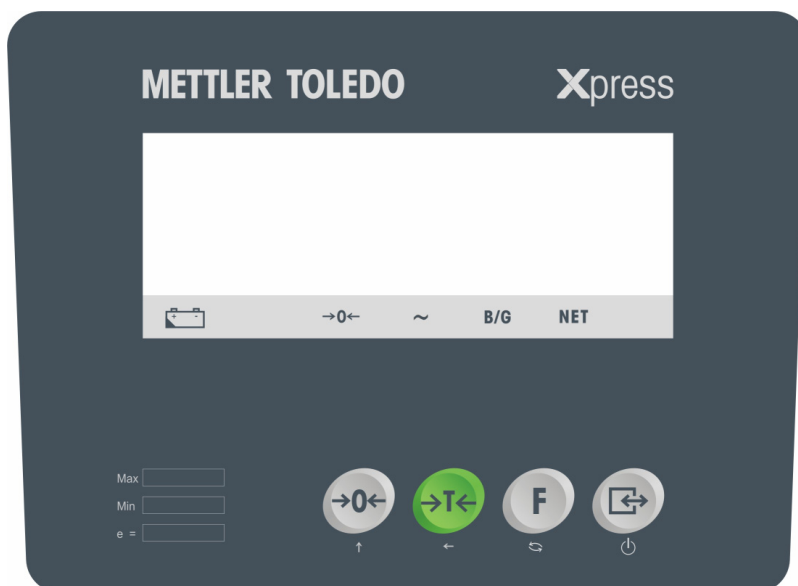 METTLER TOLEDO Xpress
→0← ~ B/G NET
Max
Min
e =
→0← →T← F